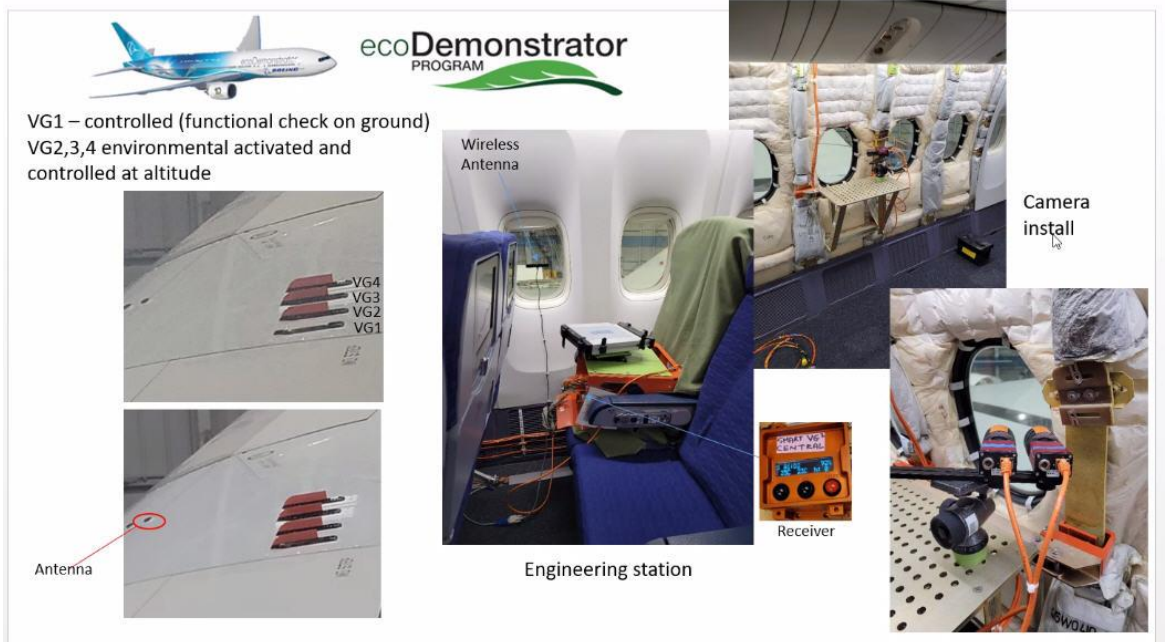 ecoDemonstrator
PROGRAM
VG1 – controlled (functional check on ground)
VG2,3,4 environmental activated and
controlled at altitude
VG4
VG3
VG2
VG1
Antenna
Wireless
Antenna
Engineering station
SMART VG
CENTRAL
Receiver
Camera
install